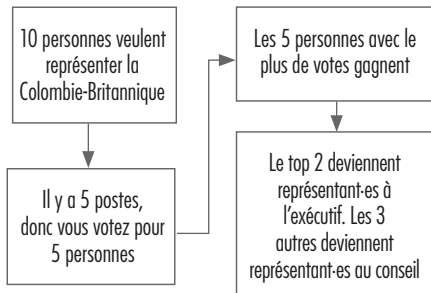 10 personnes veulent
représenter la
Colombie-Britannique
Il y a 5 postes,
donc vous votez pour
5 personnes
Les 5 personnes avec le
plus de votes gagnent
Le top 2 deviennent
représentant·es à
l'exécutif. Les 3
autres deviennent
représentant·es au conseil